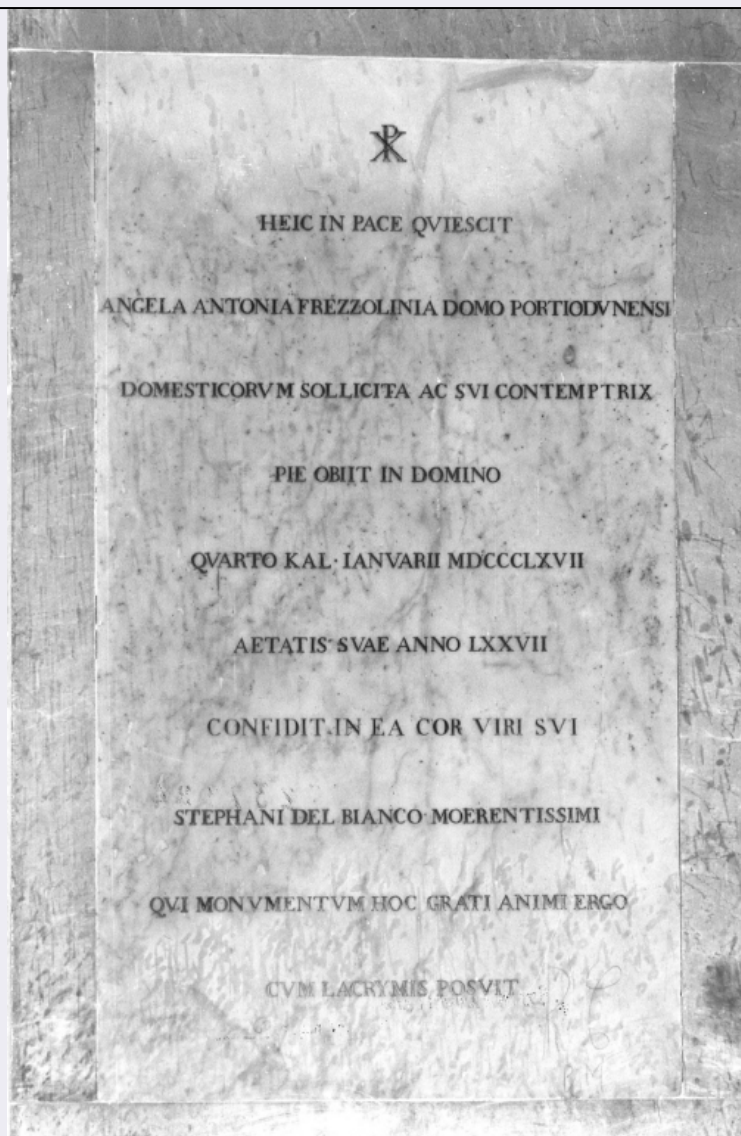 ☧
HEIC IN PACE QVIESCIT
ANGELA ANTONIA FREZZOLINIA DOMO PORTIODVNENSI
DOMESTICORVM SOLLICITA AC SVI CONTEMPTRIX
PIE OBIIT IN DOMINO
QVARTO KAL· IANVARII MDCCCLXVII
AETATIS SVAE ANNO LXXVII
CONFIDIT IN EA COR VIRI SVI
STEPHANI DEL BIANCO MOERENTISSIMI
QVI MONVMENTVM HOC GRATI ANIMI ERGO
CVM LACRYMIS POSVIT